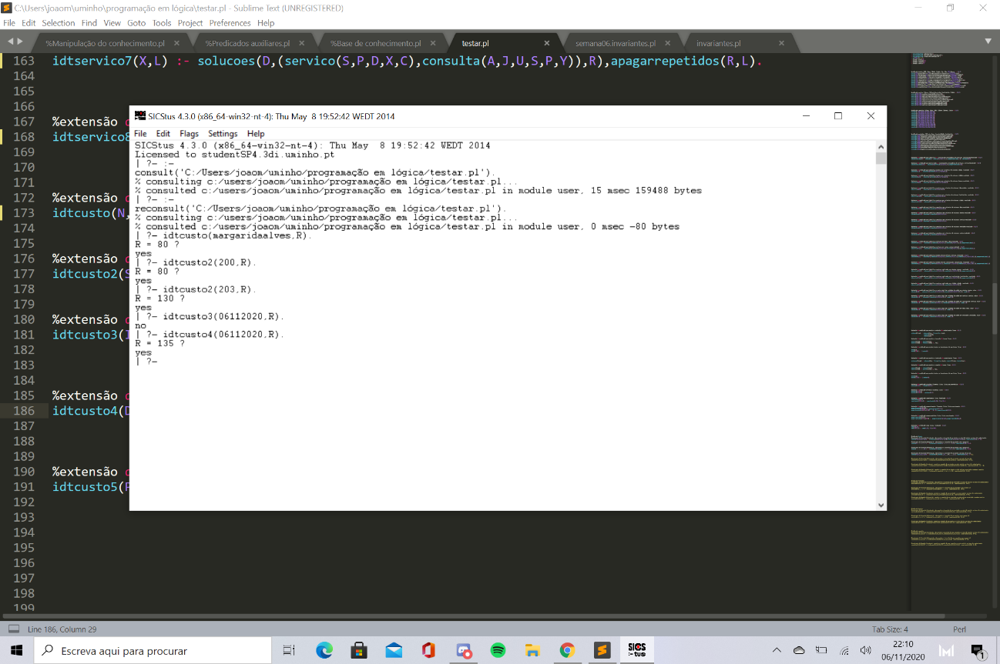 C:\Users\joaom\uminho\programação em lógica\testar.pl - Sublime Text (UNREGISTERED)
File Edit Selection Find View Goto Tools Project Preferences Help
%Manipulação do conhecimento.pl %Predicados auxiliares.pl %Base de conhecimento.pl testar.pl semana06.invariantes.pl invariantes.pl
163 idtservico7(X,L) :- solucoes(D,(servico(S,P,D,X,C),consulta(A,J,U,S,P,Y)),R),apagarrepetidos(R,L).
164
165
166
167 %extensão
168 idtservico8
169
170
171
172 %extensão
173 idtcusto(N,
174
175
176 %extensão
177 idtcusto2(S
178
179
180 %extensão
181 idtcusto3(
182
183
184
185 %extensão
186 idtcusto4(D
187
188
189
190 %extensão
191 idtcusto5(
192
193
194
195
196
197
198
199
SICStus 4.3.0 (x86_64-win32-nt-4): Thu May 8 19:52:42 WEDT 2014
File Edit Flags Settings Help
SICStus 4.3.0 (x86_64-win32-nt-4): Thu May 8 19:52:42 WEDT 2014
Licensed to studentSP4.3di.uminho.pt
| ?- :-
consult('C:/Users/joaom/uminho/programação em lógica/testar.pl').
% consulting c:/users/joaom/uminho/programação em lógica/testar.pl...
% consulted c:/users/joaom/uminho/programação em lógica/testar.pl in module user, 15 msec 159488 bytes
| ?- :-
reconsult('C:/Users/joaom/uminho/programação em lógica/testar.pl').
% consulting c:/users/joaom/uminho/programação em lógica/testar.pl...
% consulted c:/users/joaom/uminho/programação em lógica/testar.pl in module user, 0 msec -80 bytes
| ?- idtcusto(margaridaalves,R).
R = 80 ?
yes
| ?- idtcusto2(200,R).
R = 80 ?
yes
| ?- idtcusto2(203,R).
R = 130 ?
yes
| ?- idtcusto3(06112020,R).
no
| ?- idtcusto4(06112020,R).
R = 135 ?
yes
| ?-
Line 186, Column 29 Tab Size: 4 Perl
Escreva aqui para procurar
SICS
:-tus
22:10
06/11/2020
1